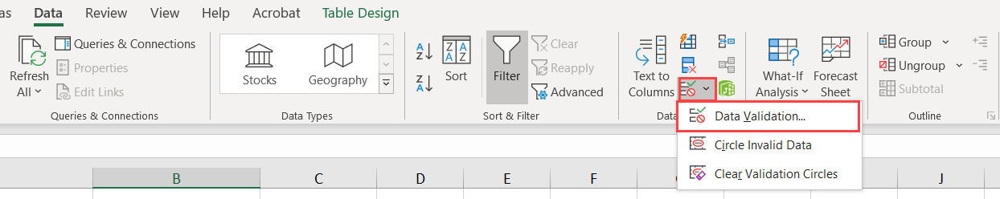 as Data Review View Help Acrobat Table Design
Queries & Connections
Properties
Edit Links
Refresh
All
Queries & Connections
Stocks
Geography
Data Types
A
Z
Z
A
Z A
A Z
Sort
Filter
Clear
Reapply
Advanced
Sort & Filter
Text to
Columns
Dat
What-If
Analysis
Forecast
Sheet
Group
Ungroup
Subtotal
Outline
Data Validation...
Circle Invalid Data
Clear Validation Circles
B C D E F J